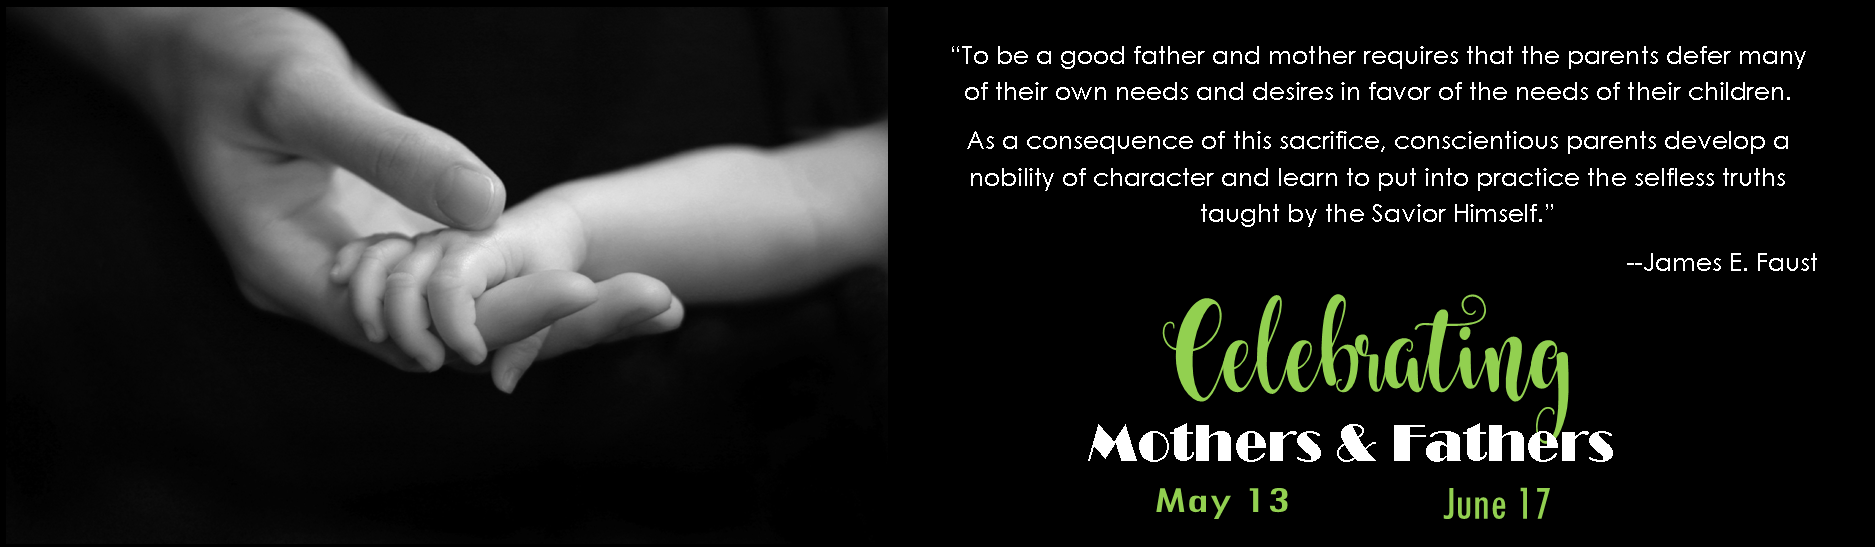 “To be a good father and mother requires that the parents defer many
of their own needs and desires in favor of the needs of their children.
As a consequence of this sacrifice, conscientious parents develop a
nobility of character and learn to put into practice the selfless truths
taught by the Savior Himself.”
--James E. Faust
Celebrating
Mothers & Fathers
May 13 June 17